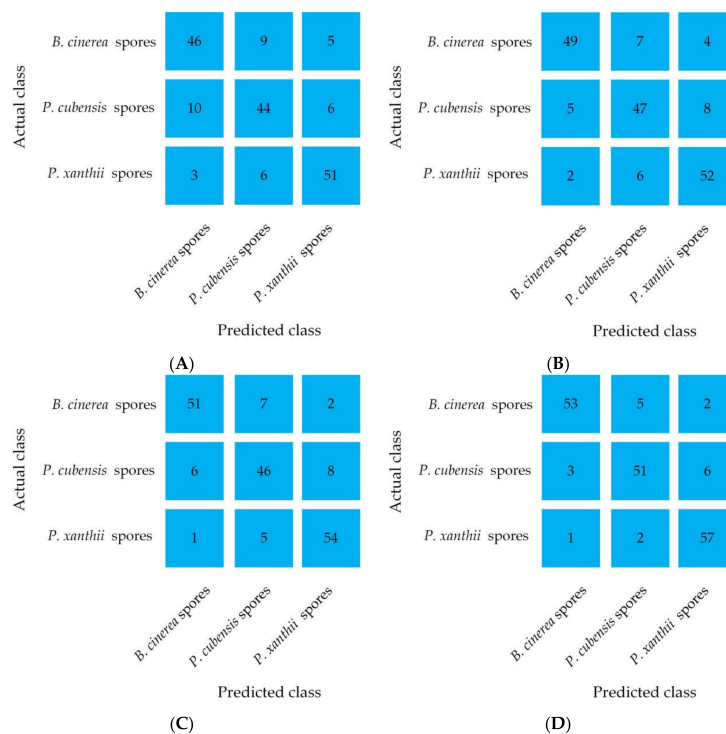 B. cinerea spores 46 9 5
P. cubensis spores 10 44 6
P. xanthii spores 3 6 51
Actual class
B. cinerea spores
P. cubensis spores
P. xanthii spores
Predicted class
(A)
B. cinerea spores 49 7 4
P. cubensis spores 5 47 8
P. xanthii spores 2 6 52
Actual class
B. cinerea spores
P. cubensis spores
P. xanthii spores
Predicted class
(B)
B. cinerea spores 51 7 2
P. cubensis spores 6 46 8
P. xanthii spores 1 5 54
Actual class
B. cinerea spores
P. cubensis spores
P. xanthii spores
Predicted class
(C)
B. cinerea spores 53 5 2
P. cubensis spores 3 51 6
P. xanthii spores 1 2 57
Actual class
B. cinerea spores
P. cubensis spores
P. xanthii spores
Predicted class
(D)